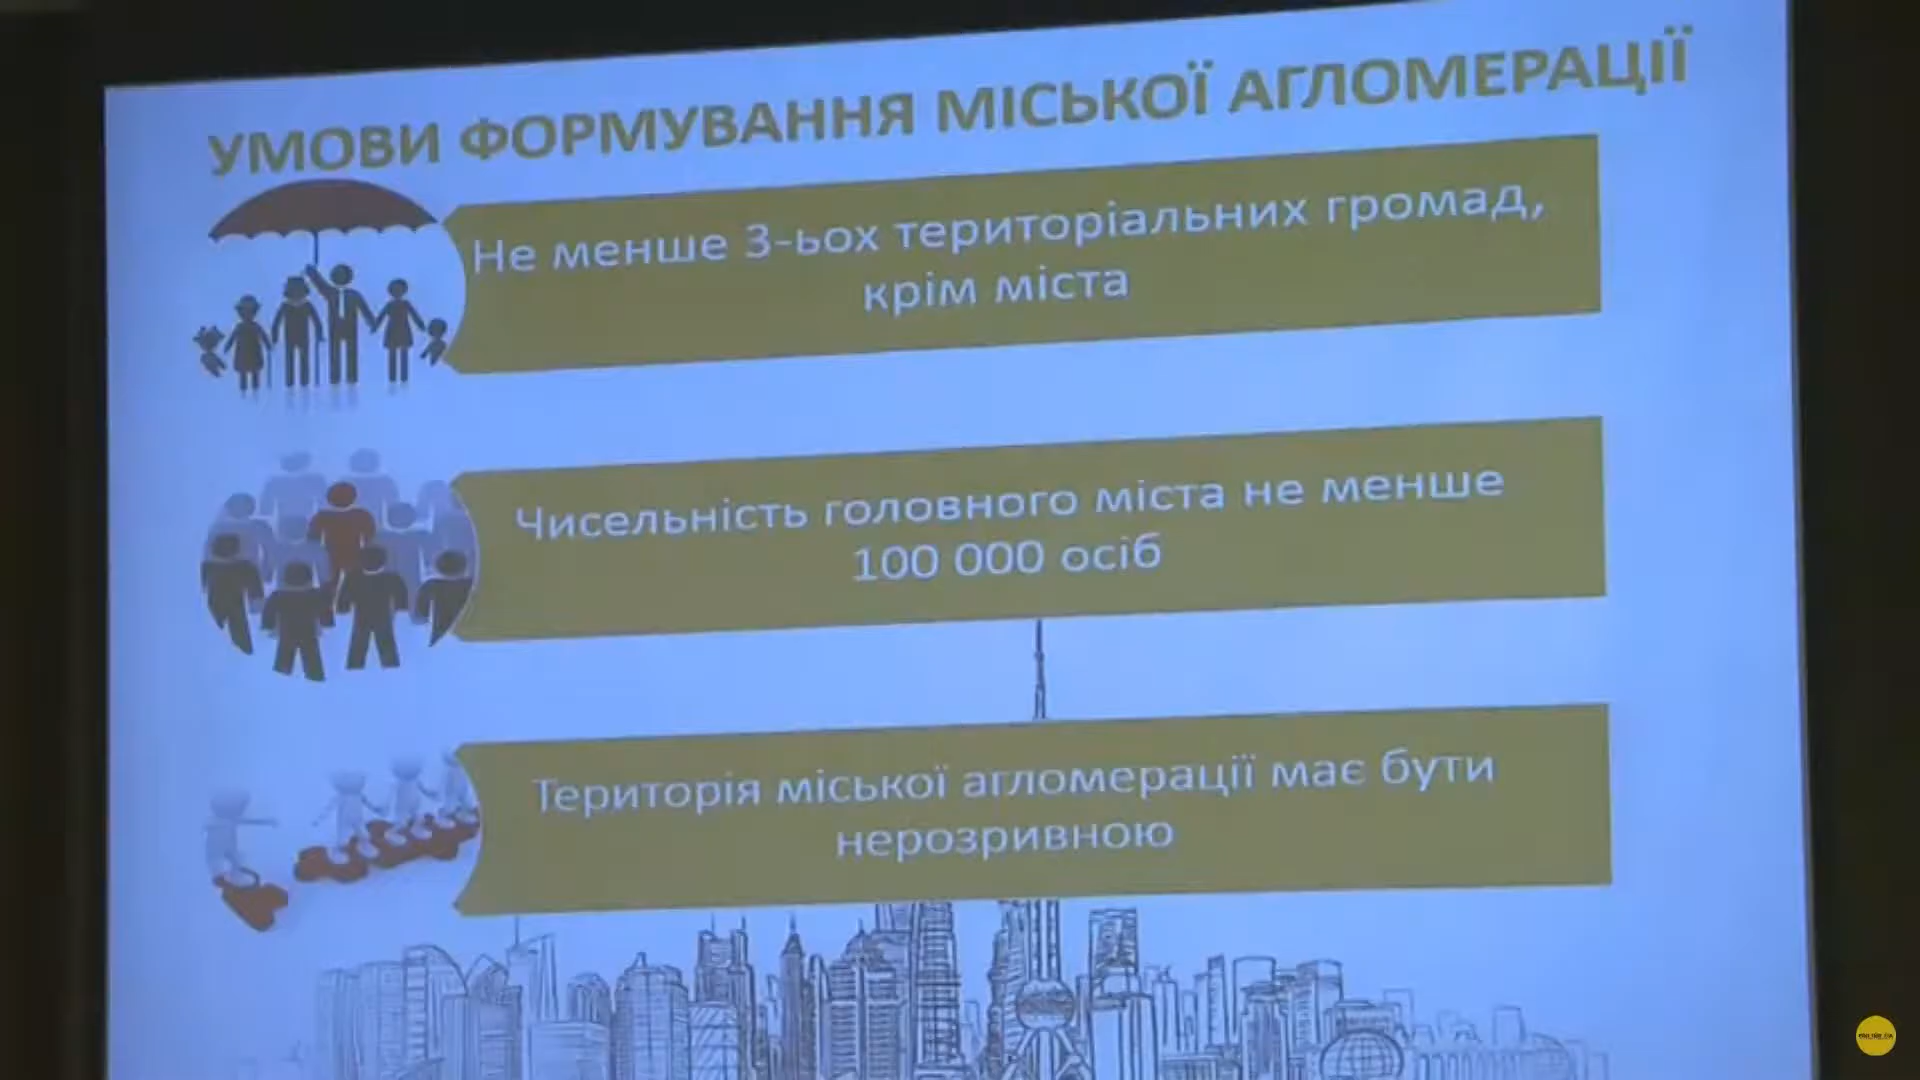 УМОВИ ФОРМУВАННЯ МІСЬКОЇ АГЛОМЕРАЦІЇ
Не менше 3-ьох територіальних громад,
крім міста
Чисельність головного міста не менше
100 000 осіб
Територія міської агломерації має бути
нерозривною